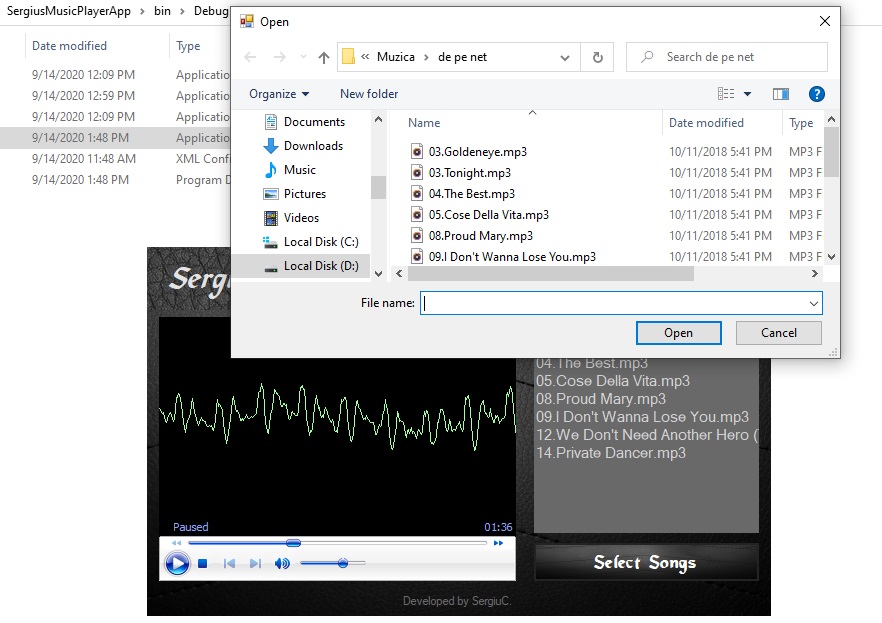 SergiusMusicPlayerApp > bin > Debug
Date modified Type
9/14/2020 12:09 PM Applicatio
9/14/2020 12:59 PM Applicatio
9/14/2020 12:09 PM Applicatio
9/14/2020 1:48 PM Applicatio
9/14/2020 11:48 AM XML Confi
9/14/2020 1:48 PM Program D
Open
« Muzica > de pe net
Search de pe net
Organize New folder
Documents
Downloads
Music
Pictures
Videos
Local Disk (C:)
Local Disk (D:)
Name Date modified Type
03.Goldeneye.mp3 10/11/2018 5:41 PM MP3 F
03.Tonight.mp3 10/11/2018 5:41 PM MP3 F
04.The Best.mp3 10/11/2018 5:41 PM MP3 F
05.Cose Della Vita.mp3 10/11/2018 5:41 PM MP3 F
08.Proud Mary.mp3 10/11/2018 5:41 PM MP3 F
09.I Don't Wanna Lose You.mp3 10/11/2018 5:41 PM MP3 F
File name:
Open Cancel
Sergi
04.The Best.mp3
05.Cose Della Vita.mp3
08.Proud Mary.mp3
09.I Don't Wanna Lose You.mp3
12.We Don't Need Another Hero (
14.Private Dancer.mp3
Paused 01:36
Select Songs
Developed by SergiuC.